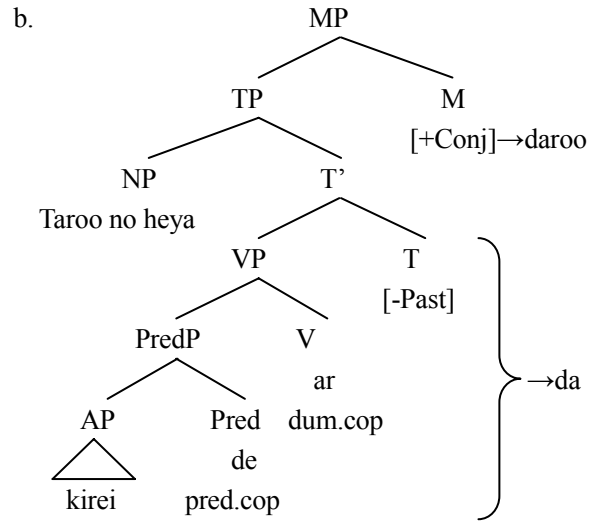 b.
MP
TP M
[+Conj]→daroo
NP T’
Taroo no heya
VP T
[-Past]
PredP V
ar
→da
AP Pred dum.cop
de
kirei pred.cop